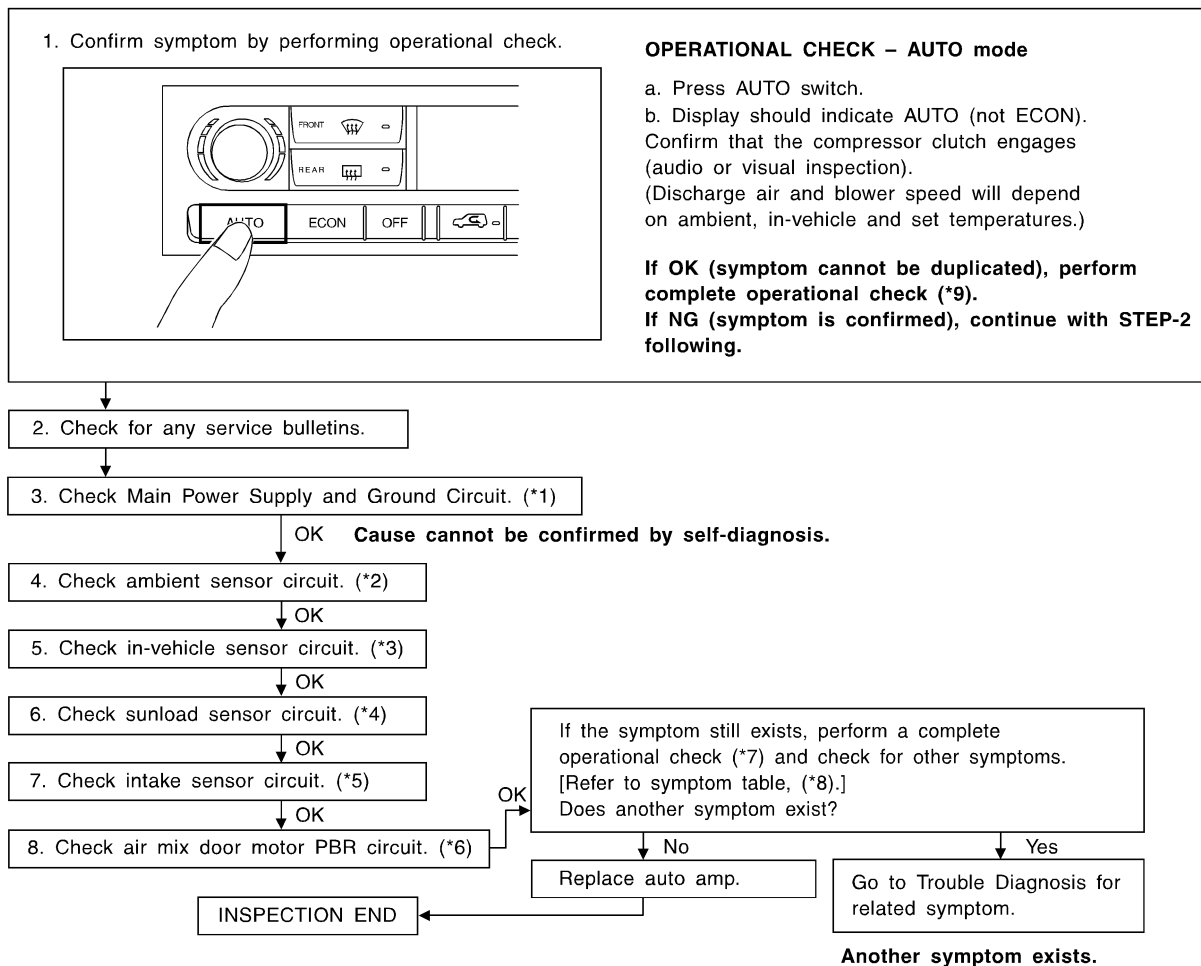 1. Confirm symptom by performing operational check.
FRONT
REAR
AUTO
ECON
OFF
OPERATIONAL CHECK – AUTO mode
a. Press AUTO switch.
b. Display should indicate AUTO (not ECON).
Confirm that the compressor clutch engages
(audio or visual inspection).
(Discharge air and blower speed will depend
on ambient, in-vehicle and set temperatures.)
If OK (symptom cannot be duplicated), perform
complete operational check (*9).
If NG (symptom is confirmed), continue with STEP-2
following.
2. Check for any service bulletins.
3. Check Main Power Supply and Ground Circuit. (*1)
OK
Cause cannot be confirmed by self-diagnosis.
4. Check ambient sensor circuit. (*2)
OK
5. Check in-vehicle sensor circuit. (*3)
OK
6. Check sunload sensor circuit. (*4)
OK
7. Check intake sensor circuit. (*5)
OK
8. Check air mix door motor PBR circuit. (*6)
OK
If the symptom still exists, perform a complete
operational check (*7) and check for other symptoms.
[Refer to symptom table, (*8).]
Does another symptom exist?
No
Yes
Replace auto amp.
Go to Trouble Diagnosis for
related symptom.
INSPECTION END
Another symptom exists.